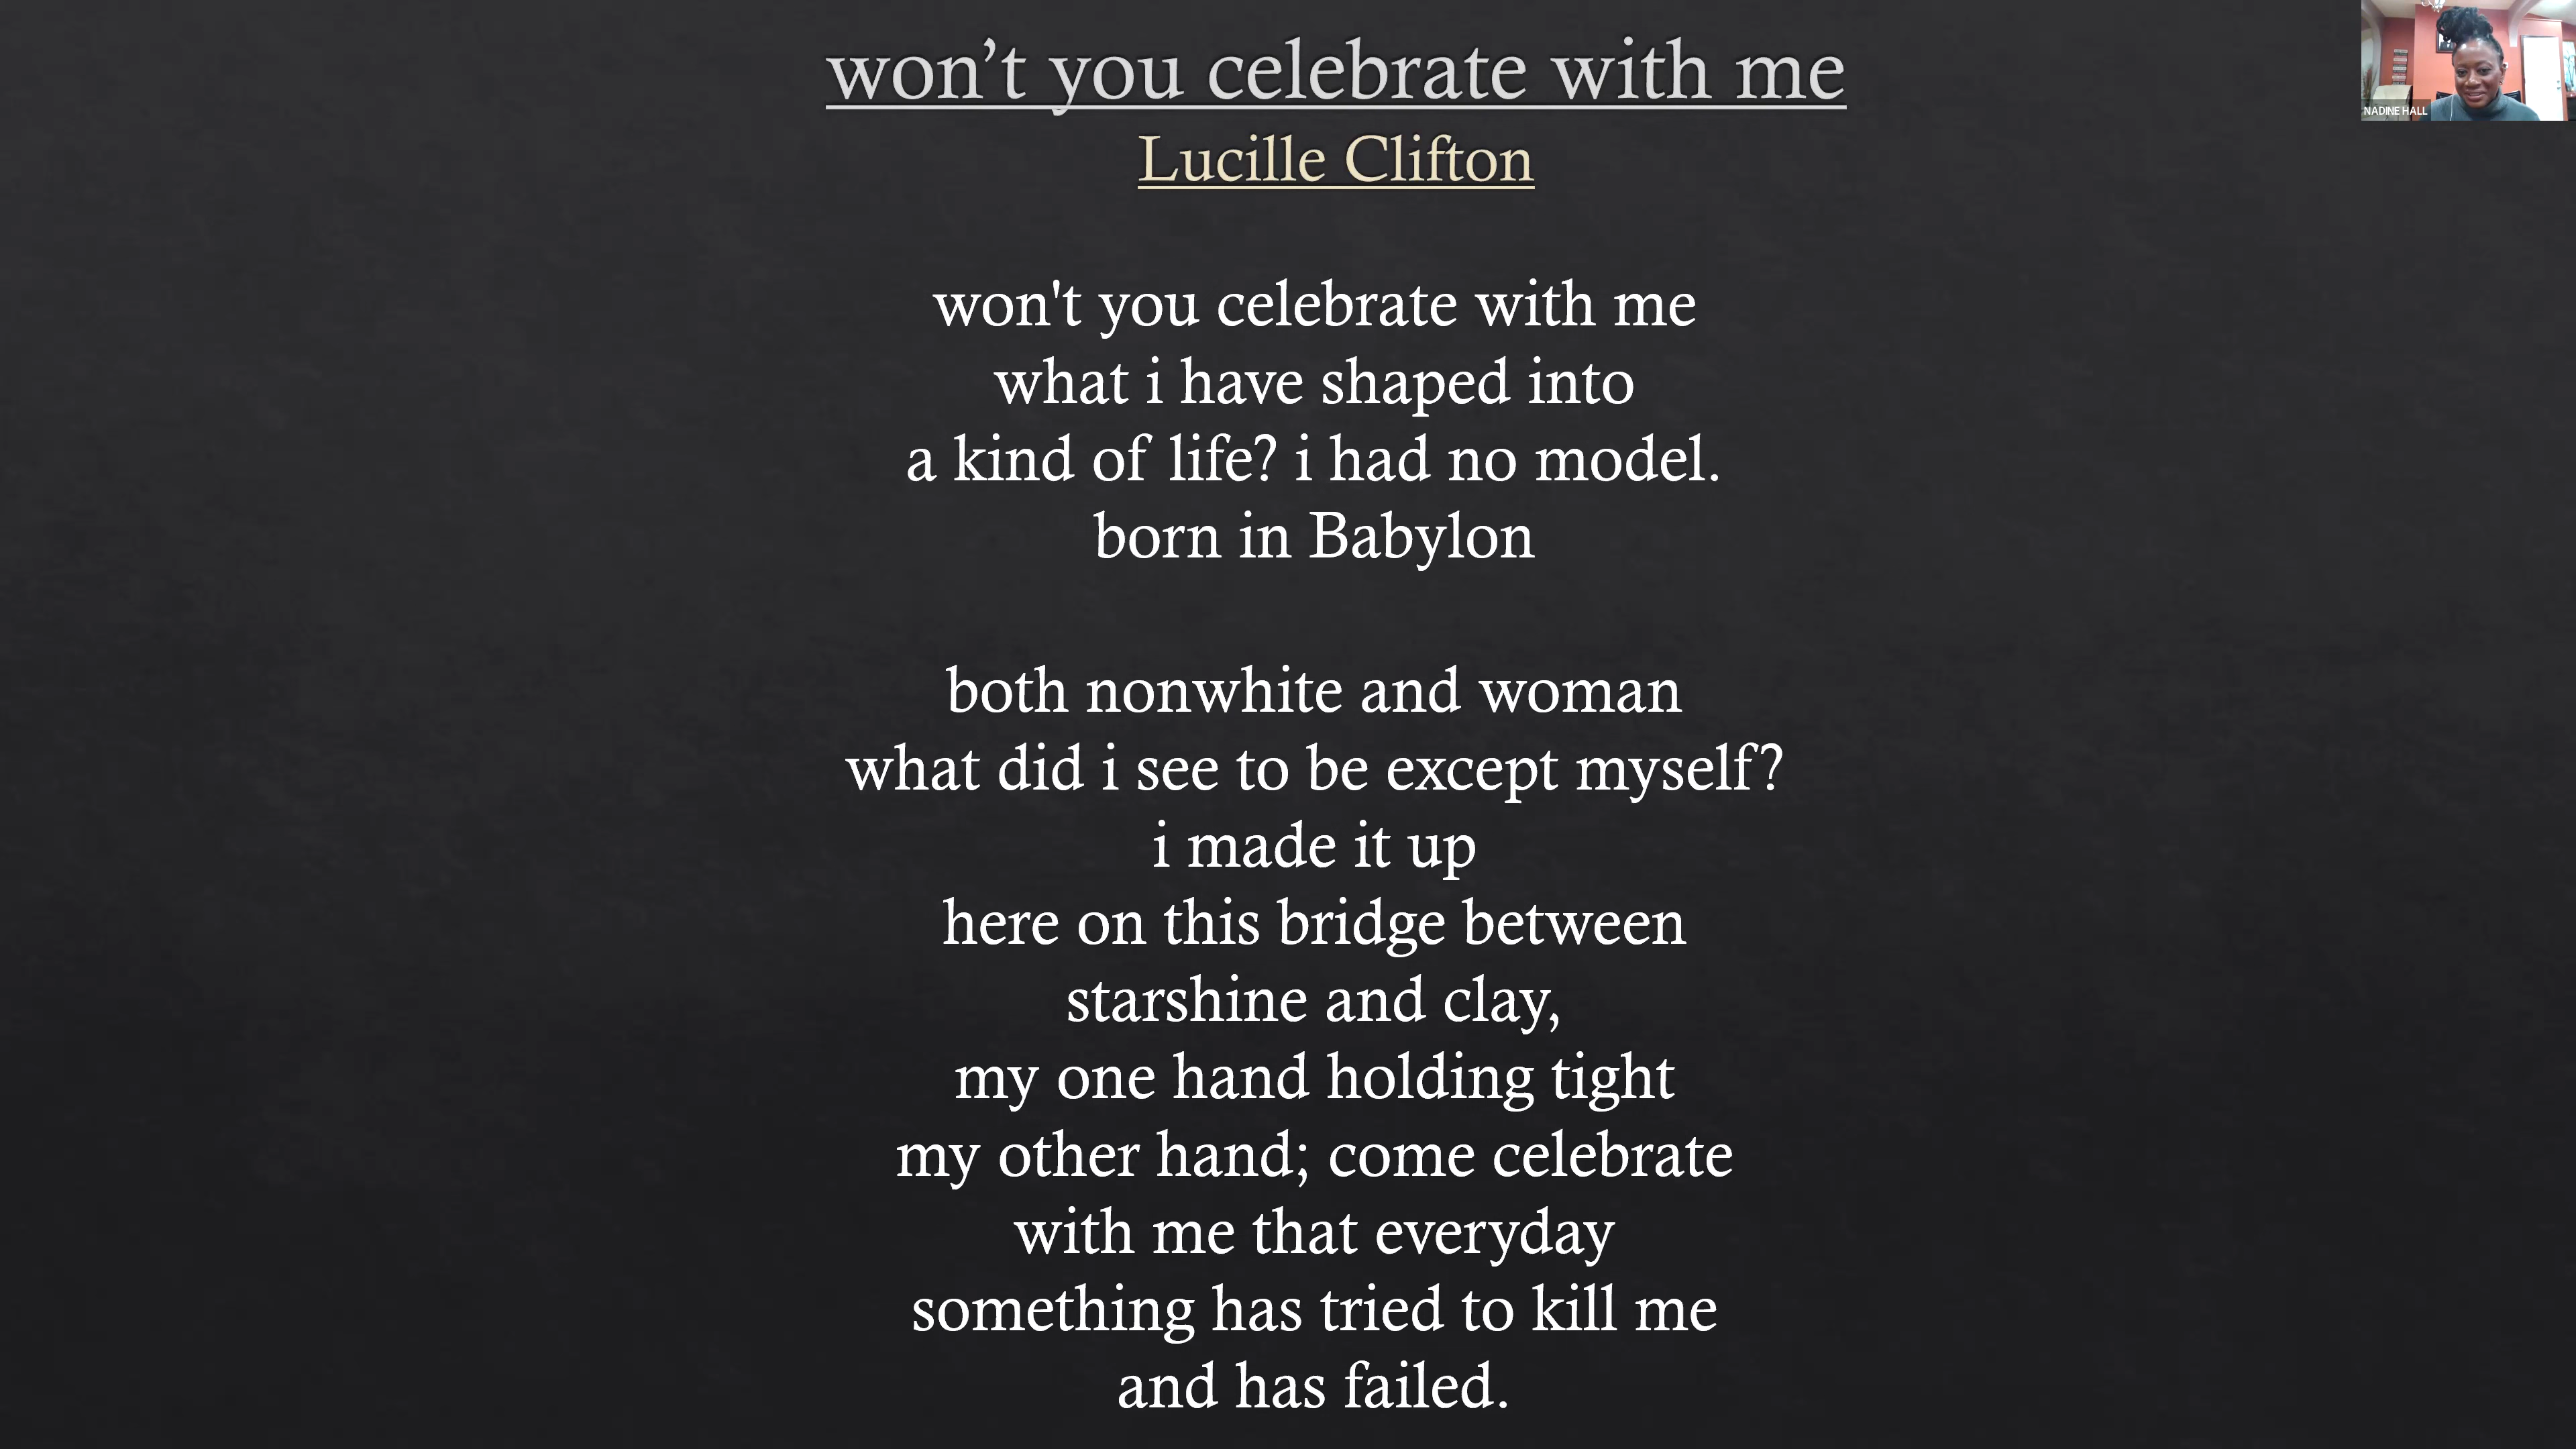 won’t you celebrate with me
Lucille Clifton
NADINE HALL
won't you celebrate with me
what i have shaped into
a kind of life? i had no model.
born in Babylon
both nonwhite and woman
what did i see to be except myself?
i made it up
here on this bridge between
starshine and clay,
my one hand holding tight
my other hand; come celebrate
with me that everyday
something has tried to kill me
and has failed.